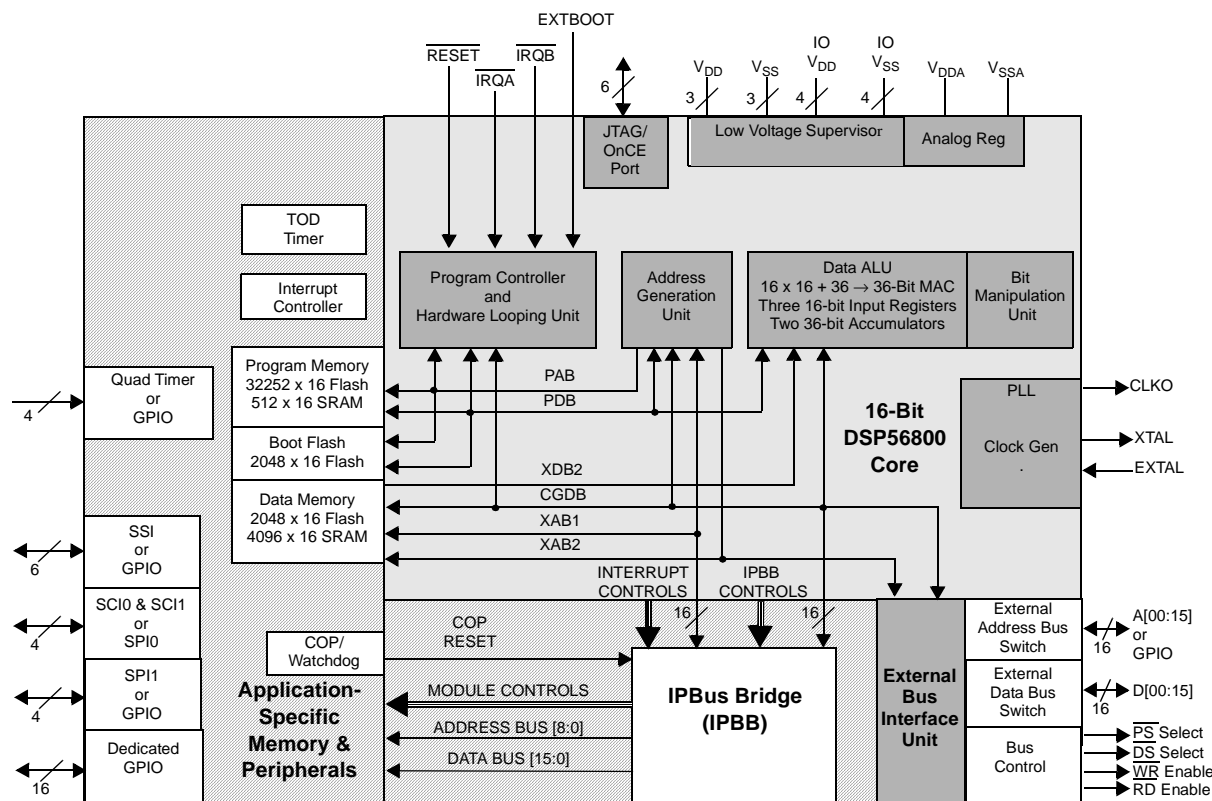 EXTBOOT
RESET
IRQA
IRQB
6
V_DD
3
V_SS
3
IO
V_DD
4
IO
V_SS
4
V_DDA
V_SSA
JTAG/
OnCE
Port
Low Voltage Supervisor
Analog Reg
TOD
Timer
Interrupt
Controller
Program Controller
and
Hardware Looping Unit
Address
Generation
Unit
Data ALU
16 x 16 + 36 → 36-Bit MAC
Three 16-bit Input Registers
Two 36-bit Accumulators
Bit
Manipulation
Unit
Program Memory
32252 x 16 Flash
512 x 16 SRAM
Boot Flash
2048 x 16 Flash
Data Memory
2048 x 16 Flash
4096 x 16 SRAM
PAB
PDB
XDB2
CGDB
XAB1
XAB2
16-Bit
DSP56800
Core
PLL
Clock Gen
.
CLKO
XTAL
EXTAL
4
Quad Timer
or
GPIO
6
SSI
or
GPIO
4
SCI0 & SCI1
or
SPI0
4
SPI1
or
GPIO
16
Dedicated
GPIO
INTERRUPT
CONTROLS
16
IPBB
CONTROLS
16
COP
RESET
COP/
Watchdog
Application-
Specific
Memory &
Peripherals
MODULE CONTROLS
ADDRESS BUS [8:0]
DATA BUS [15:0]
IPBus Bridge
(IPBB)
External
Bus
Interface
Unit
External
Address Bus
Switch
External
Data Bus
Switch
Bus
Control
16
A[00:15]
or
GPIO
16
D[00:15]
PS Select
DS Select
WR Enable
RD Enable